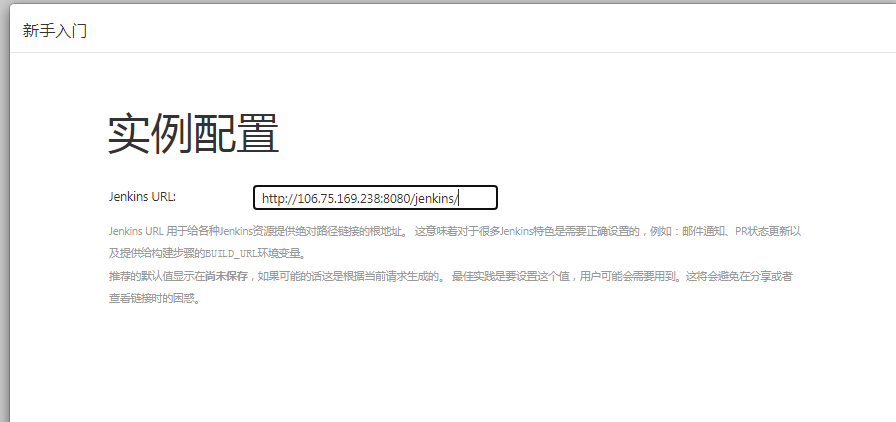 新手入门
实例配置
Jenkins URL:
http://106.75.169.238:8080/jenkins/
Jenkins URL 用于给各种Jenkins资源提供绝对路径链接的根地址。 这意味着对于很多Jenkins特色是需要正确设置的，例如：邮件通知、PR状态更新以
及提供给构建步骤的BUILD_URL环境变量。
推荐的默认值显示在尚未保存，如果可能的话这是根据当前请求生成的。 最佳实践是要设置这个值，用户可能会需要用到。这将会避免在分享或者
查看链接时的困惑。